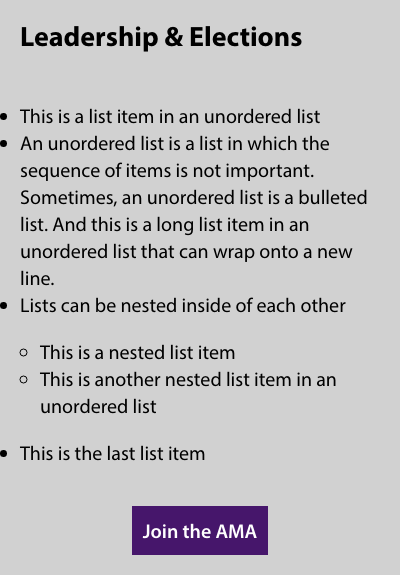 Leadership & Elections
This is a list item in an unordered list
An unordered list is a list in which the
sequence of items is not important.
Sometimes, an unordered list is a bulleted
list. And this is a long list item in an
unordered list that can wrap onto a new
line.
Lists can be nested inside of each other
This is a nested list item
This is another nested list item in an
unordered list
This is the last list item
Join the AMA